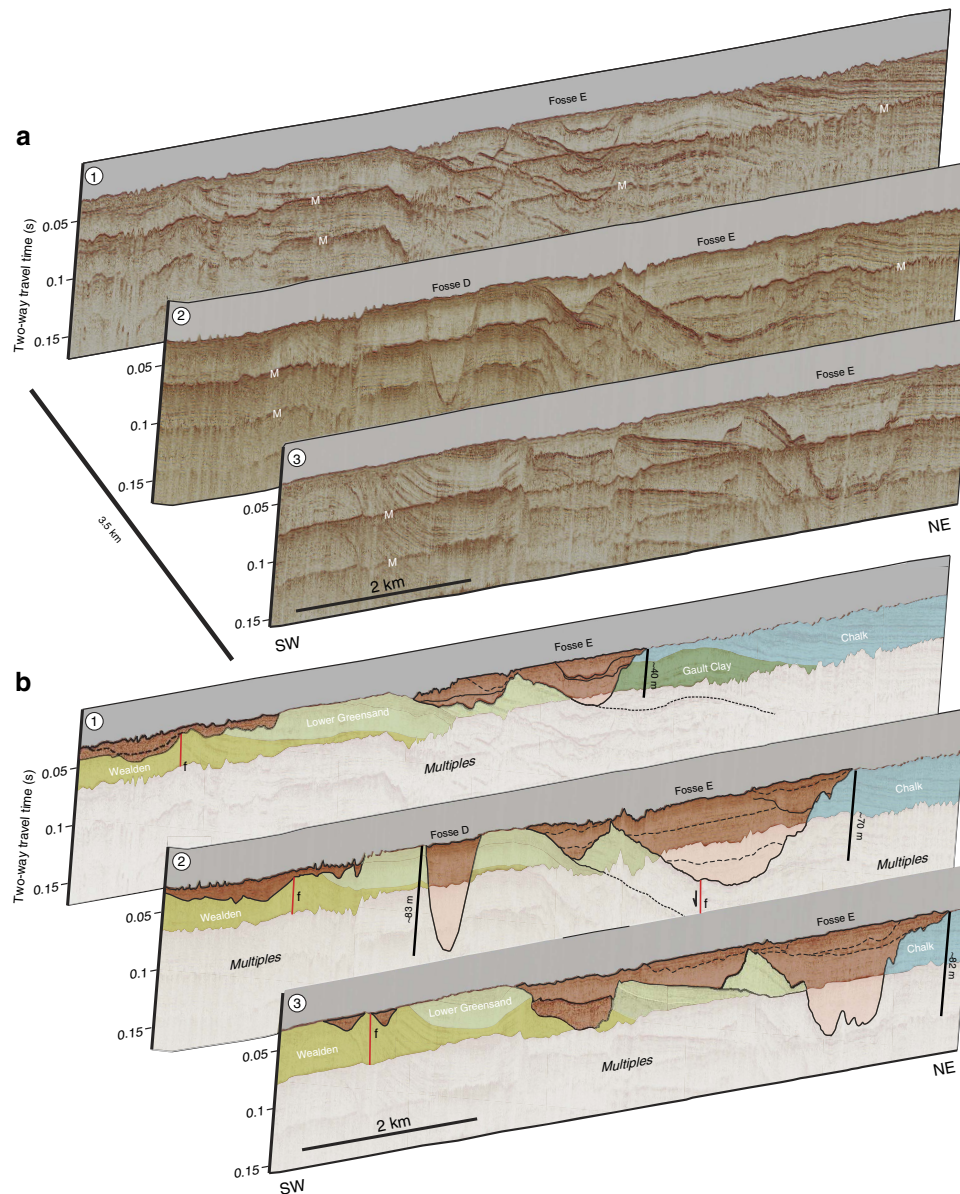 a
Two-way travel time (s)
1
Fosse E
M
M
M
M
0.05
0.1
0.15
2
Fosse D
Fosse E
M
M
M
0.05
0.1
0.15
3
Fosse E
M
M
0.05
0.1
0.15
3.5 km
2 km
SW
NE
b
Two-way travel time (s)
1
Fosse E
Chalk
Gault Clay
~40 m
Lower Greensand
Wealden
f
Multiples
0.05
0.1
0.15
2
Fosse D
Fosse E
Chalk
~70 m
~83 m
Wealden
f
f
Multiples
Multiples
0.05
0.1
0.15
3
Fosse E
Chalk
~82 m
Lower Greensand
Wealden
f
Multiples
0.05
0.1
0.15
2 km
SW
NE